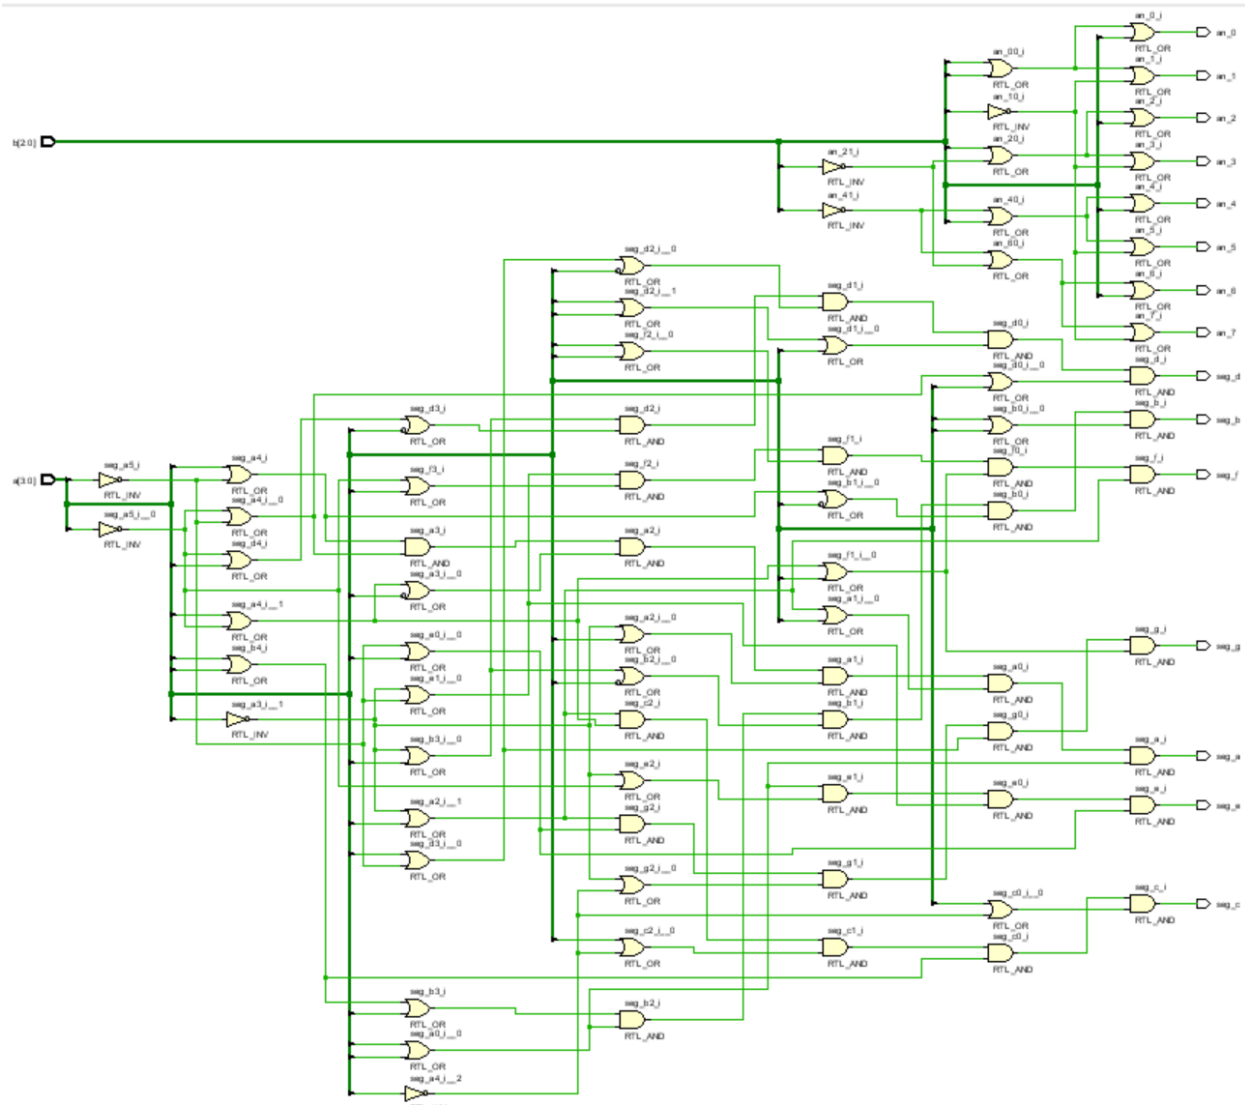 an_0_i
an_0
RTL_OR
an_00_i
an_1_i
an_1
RTL_OR
RTL_OR
an_10_i
an_2_i
an_2
RTL_INV
RTL_OR
b[2:0]
an_21_i
an_20_i
an_3_i
an_3
RTL_INV
RTL_OR
RTL_OR
an_41_i
an_40_i
an_4_i
an_4
RTL_INV
RTL_OR
RTL_OR
an_60_i
an_5_i
an_5
RTL_OR
RTL_OR
seg_d2_i__0
an_6_i
an_6
RTL_OR
RTL_OR
seg_d2_i__1
seg_d1_i
an_7_i
an_7
RTL_OR
RTL_AND
RTL_OR
seg_f2_i__0
seg_d1_i__0
seg_d0_i
RTL_OR
RTL_OR
RTL_AND
seg_d0_i__0
seg_d_i
seg_d
RTL_OR
RTL_AND
seg_d3_i
seg_d2_i
seg_b0_i__0
seg_b_i
seg_b
RTL_OR
RTL_AND
RTL_OR
RTL_AND
seg_a5_i
seg_a4_i
seg_f3_i
seg_f2_i
seg_f1_i
seg_f0_i
seg_f_i
seg_f
a[3:0]
RTL_INV
RTL_OR
RTL_OR
RTL_AND
RTL_AND
RTL_AND
RTL_AND
seg_a5_i__0
seg_a4_i__0
seg_b1_i__0
seg_b0_i
RTL_INV
RTL_OR
RTL_OR
RTL_AND
seg_d4_i
seg_a3_i
seg_a2_i
RTL_OR
RTL_AND
RTL_AND
seg_a3_i__0
seg_f1_i__0
RTL_OR
RTL_OR
seg_a4_i__1
seg_a2_i__0
seg_a1_i__0
RTL_OR
RTL_OR
RTL_OR
seg_b4_i
seg_b2_i__0
seg_a1_i
seg_a0_i
seg_g_i
seg_g
RTL_OR
RTL_OR
RTL_OR
RTL_AND
RTL_AND
RTL_AND
seg_a3_i__1
RTL_INV
RTL_OR
seg_c2_i
seg_b1_i
seg_g0_i
RTL_AND
RTL_AND
RTL_AND
seg_b3_i__0
seg_a_i
seg_a
RTL_OR
RTL_AND
seg_a2_i__1
RTL_OR
RTL_OR
RTL_AND
RTL_AND
seg_e_i
seg_e
RTL_AND
seg_d3_i__0
seg_g2_i
RTL_OR
RTL_AND
seg_g2_i__0
seg_g1_i
seg_c0_i__0
seg_c_i
seg_c
RTL_OR
RTL_AND
RTL_OR
RTL_AND
seg_c2_i__0
seg_c1_i
seg_c0_i
RTL_OR
RTL_AND
RTL_AND
seg_b3_i
seg_b2_i
RTL_OR
RTL_AND
RTL_OR
seg_a4_i__2